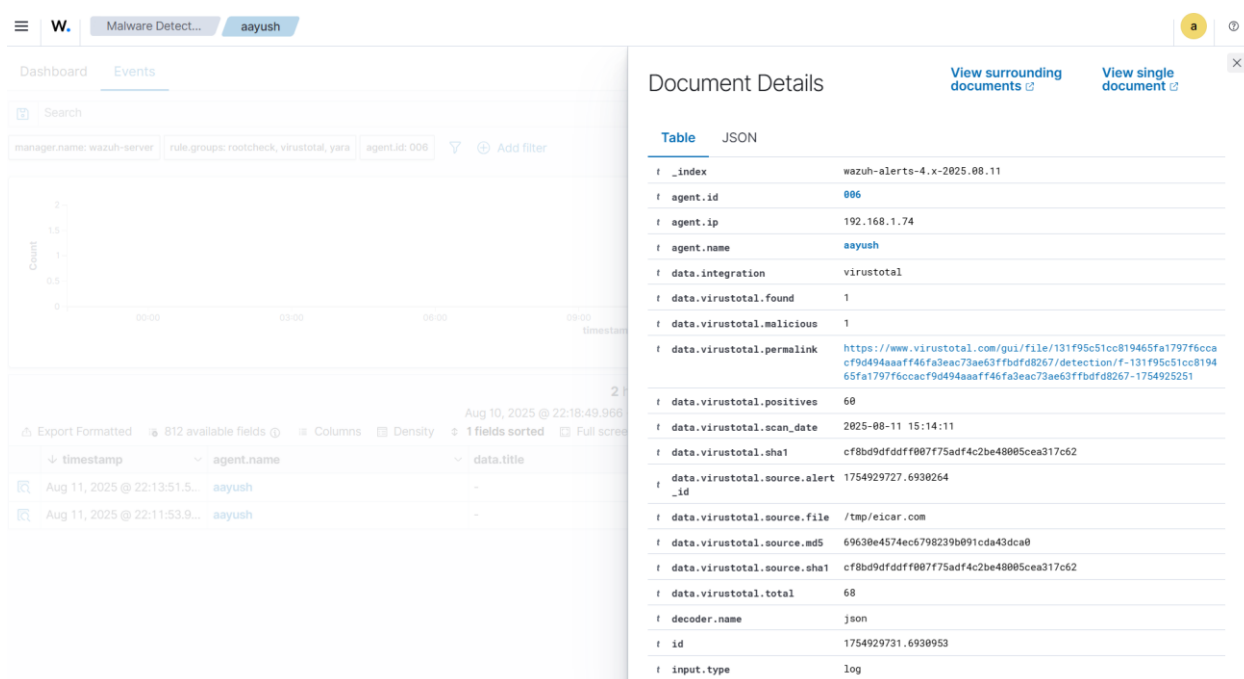 W. Malware Detect... aayush a
Dashboard Events
Search
manager.name: wazuh-server rule.groups: rootcheck, virustotal, yara agent.id: 006 Add filter
2
1.5
1
0.5
0
Count
00:00 03:00 06:00 09:00
timestam
2 h
Aug 10, 2025 @ 22:18:49.966
Export Formatted 812 available fields Columns Density 1 fields sorted Full scree
timestamp agent.name data.title
Aug 11, 2025 @ 22:13:51.5... aayush -
Aug 11, 2025 @ 22:11:53.9... aayush -
Document Details
View surrounding
documents
View single
document
Table JSON
t _index wazuh-alerts-4.x-2025.08.11
t agent.id 006
t agent.ip 192.168.1.74
t agent.name aayush
t data.integration virustotal
t data.virustotal.found 1
t data.virustotal.malicious 1
t data.virustotal.permalink https://www.virustotal.com/gui/file/131f95c51cc819465fa1797f6cca
cf9d494aaaff46fa3eac73ae63ffbdfd8267/detection/f-131f95c51cc8194
65fa1797f6ccacf9d494aaaff46fa3eac73ae63ffbdfd8267-1754925251
t data.virustotal.positives 60
t data.virustotal.scan_date 2025-08-11 15:14:11
t data.virustotal.sha1 cf8bd9dfddff007f75adf4c2be48005cea317c62
t data.virustotal.source.alert 1754929727.6930264
_id
t data.virustotal.source.file /tmp/eicar.com
t data.virustotal.source.md5 69630e4574ec6798239b091cda43dca0
t data.virustotal.source.sha1 cf8bd9dfddff007f75adf4c2be48005cea317c62
t data.virustotal.total 68
t decoder.name json
t id 1754929731.6930953
t input.type log